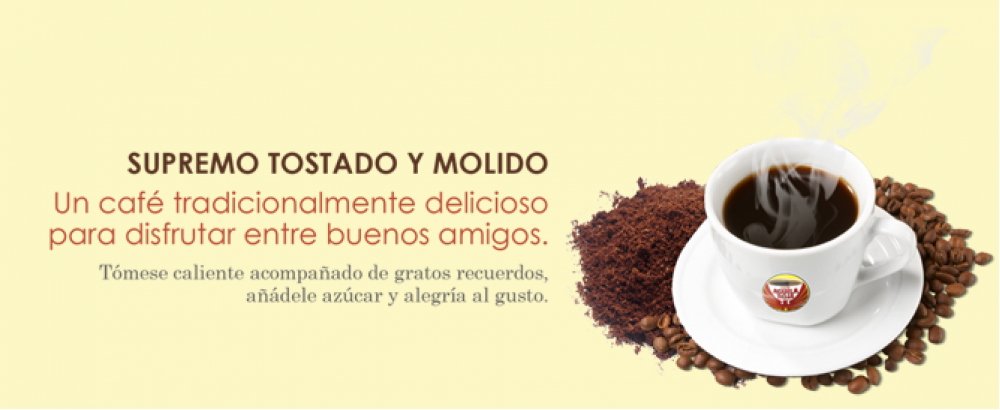 SUPREMO TOSTADO Y MOLIDO
Un café tradicionalmente delicioso
para disfrutar entre buenos amigos.
Tómese caliente acompañado de gratos recuerdos,
añádele azúcar y alegría al gusto.